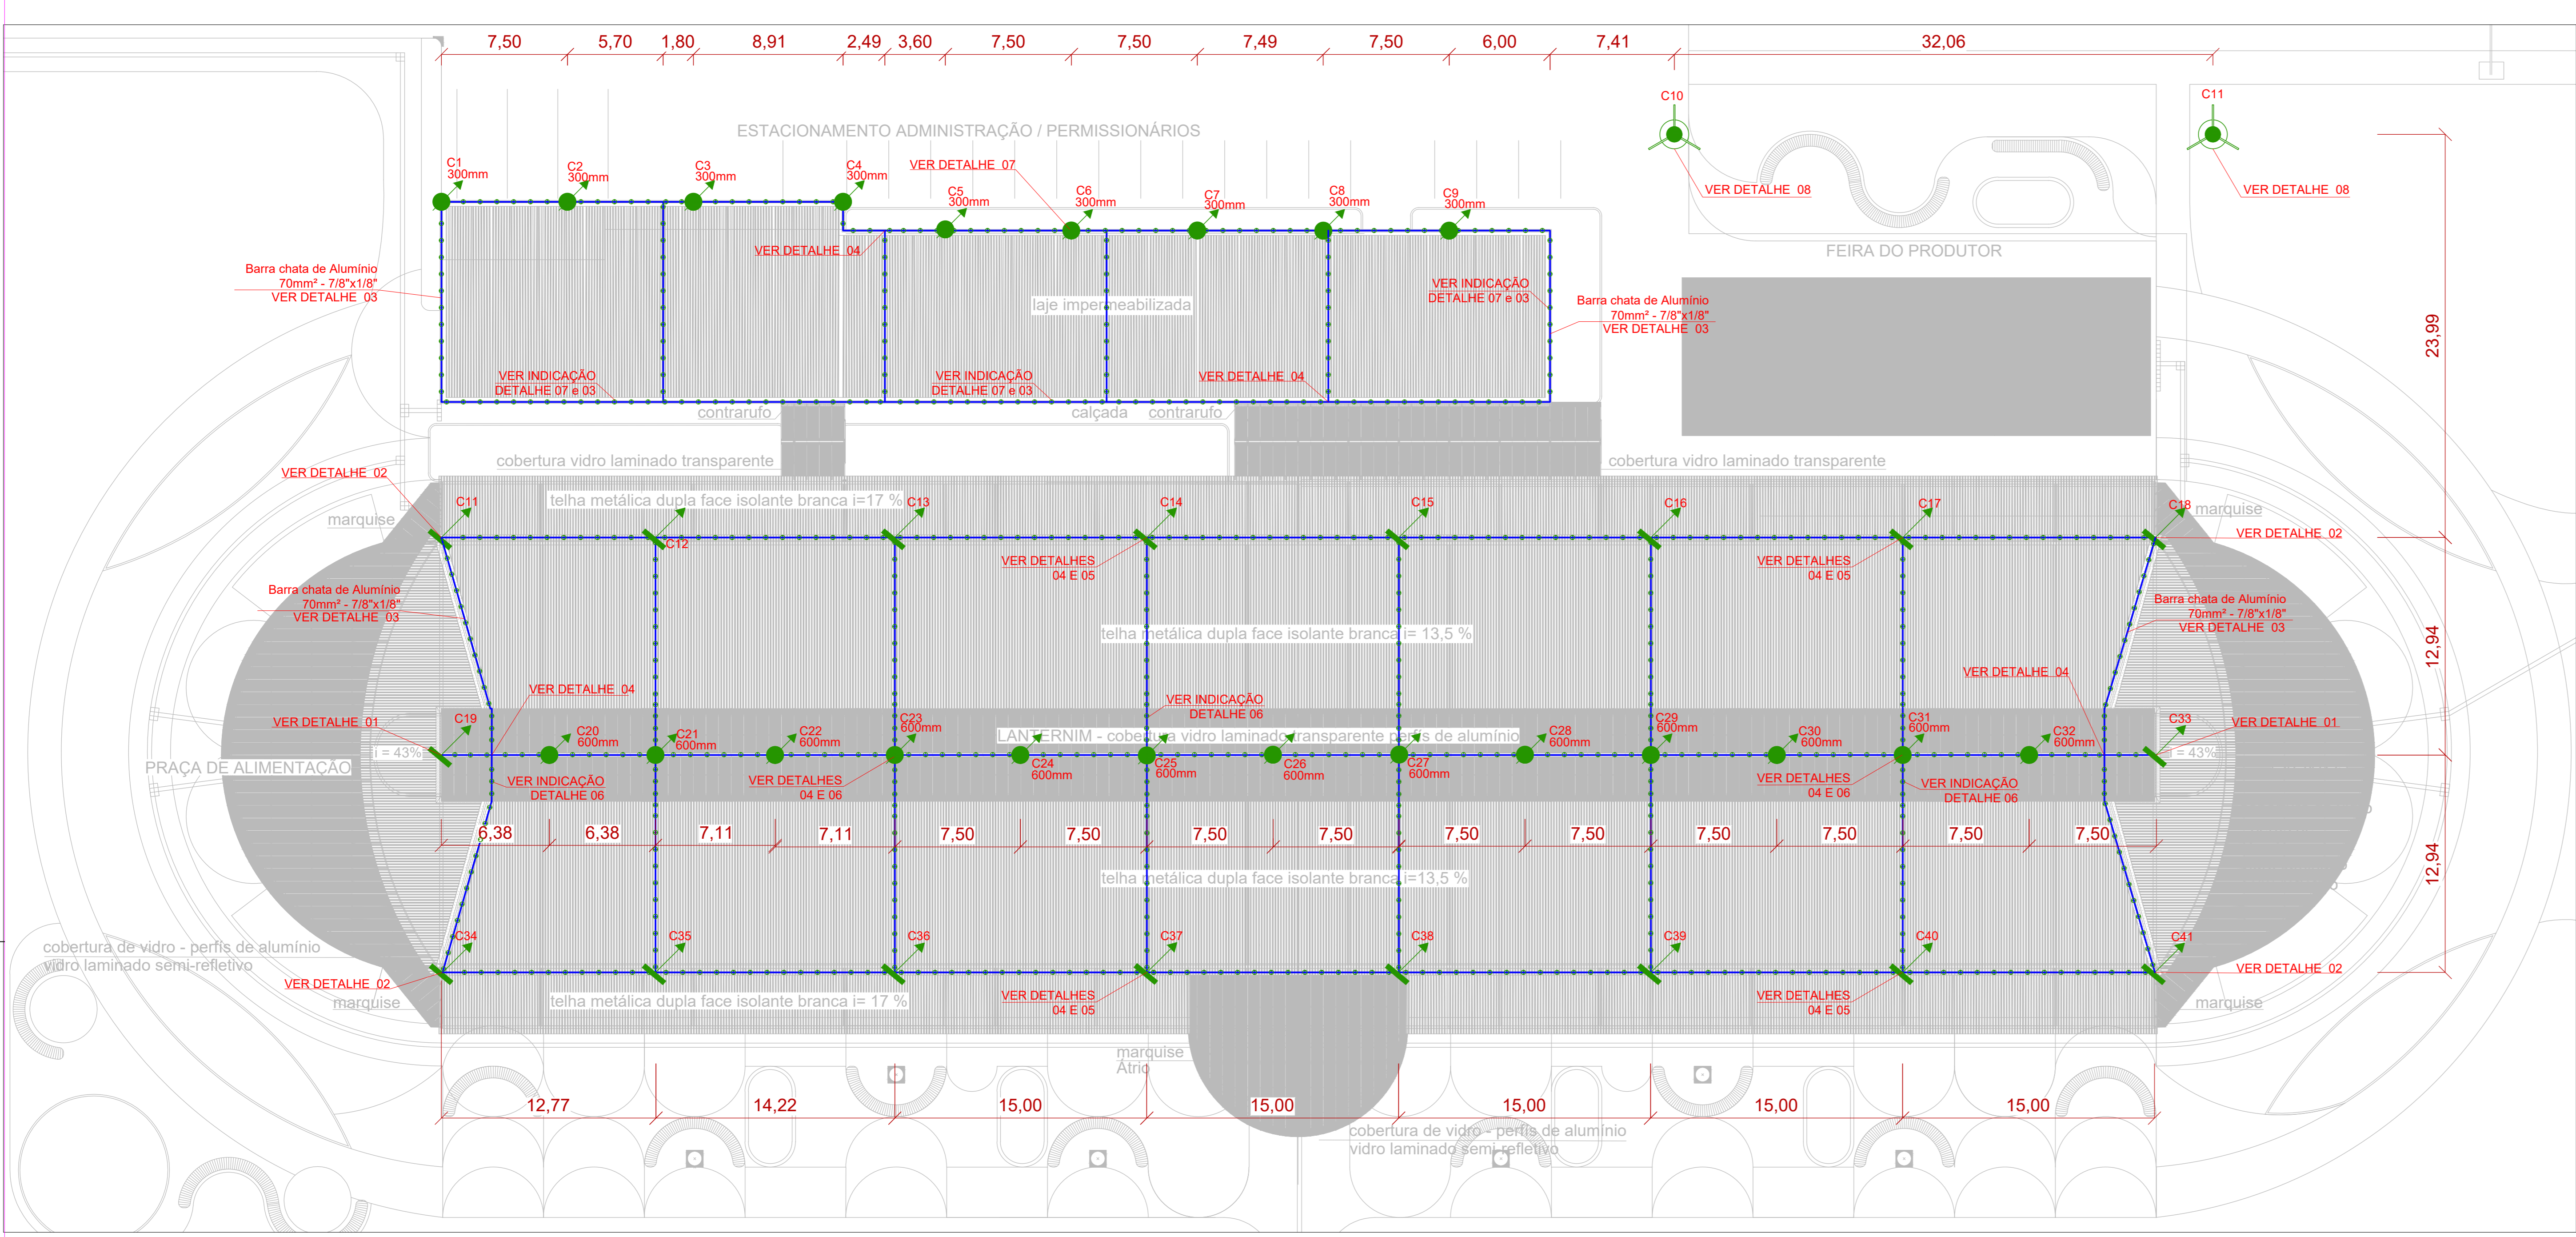 7,50 5,70 1,80 8,91 2,49 3,60 7,50 7,50 7,49 7,50 6,00 7,41 32,06
C10
C11
ESTACIONAMENTO ADMINISTRAÇÃO / PERMISSIONÁRIOS
C1
300mm
C2
300mm
C3
300mm
C4
300mm
VER DETALHE 07
C5
300mm
C6
300mm
C7
300mm
C8
300mm
C9
300mm
VER DETALHE 08
VER DETALHE 08
VER DETALHE 04
FEIRA DO PRODUTOR
Barra chata de Alumínio
70mm² - 7/8"x1/8"
VER DETALHE 03
laje impermeabilizada
VER INDICAÇÃO
DETALHE 07 e 03
Barra chata de Alumínio
70mm² - 7/8"x1/8"
VER DETALHE 03
23,99
VER INDICAÇÃO
DETALHE 07 e 03
VER INDICAÇÃO
DETALHE 07 e 03
VER DETALHE 04
contrarufo
calçada
contrarufo
cobertura vidro laminado transparente
cobertura vidro laminado transparente
VER DETALHE 02
C11
telha metálica dupla face isolante branca i=17 %
C13
C14
C15
C16
C17
C18
marquise
marquise
C12
VER DETALHE 02
VER DETALHES
04 E 05
VER DETALHES
04 E 05
Barra chata de Alumínio
70mm² - 7/8"x1/8"
VER DETALHE 03
Barra chata de Alumínio
70mm² - 7/8"x1/8"
VER DETALHE 03
telha metálica dupla face isolante branca i= 13,5 %
12,94
VER DETALHE 04
VER DETALHE 04
VER INDICAÇÃO
DETALHE 06
VER DETALHE 01
C19
C20
600mm
C21
600mm
C22
600mm
C23
600mm
LANTERNIM - cobertura vidro laminado transparente perfis de alumínio
C28
600mm
C29
600mm
C30
600mm
C31
600mm
C32
600mm
C33
VER DETALHE 01
i = 43%
i = 43%
PRAÇA DE ALIMENTAÇÃO
C24
600mm
C25
600mm
C26
600mm
C27
600mm
VER INDICAÇÃO
DETALHE 06
VER DETALHES
04 E 06
VER DETALHES
04 E 06
VER INDICAÇÃO
DETALHE 06
6,38 6,38 7,11 7,11 7,50 7,50 7,50 7,50 7,50 7,50 7,50 7,50 7,50 7,50
12,94
telha metálica dupla face isolante branca i=13,5 %
C34
C35
C36
C37
C38
C39
C40
C41
cobertura de vidro - perfis de alumínio
vidro laminado semi-refletivo
VER DETALHE 02
VER DETALHE 02
marquise
telha metálica dupla face isolante branca i= 17 %
VER DETALHES
04 E 05
VER DETALHES
04 E 05
marquise
marquise
Átrio
12,77 14,22 15,00 15,00 15,00 15,00 15,00
cobertura de vidro - perfis de alumínio
vidro laminado semi-refletivo